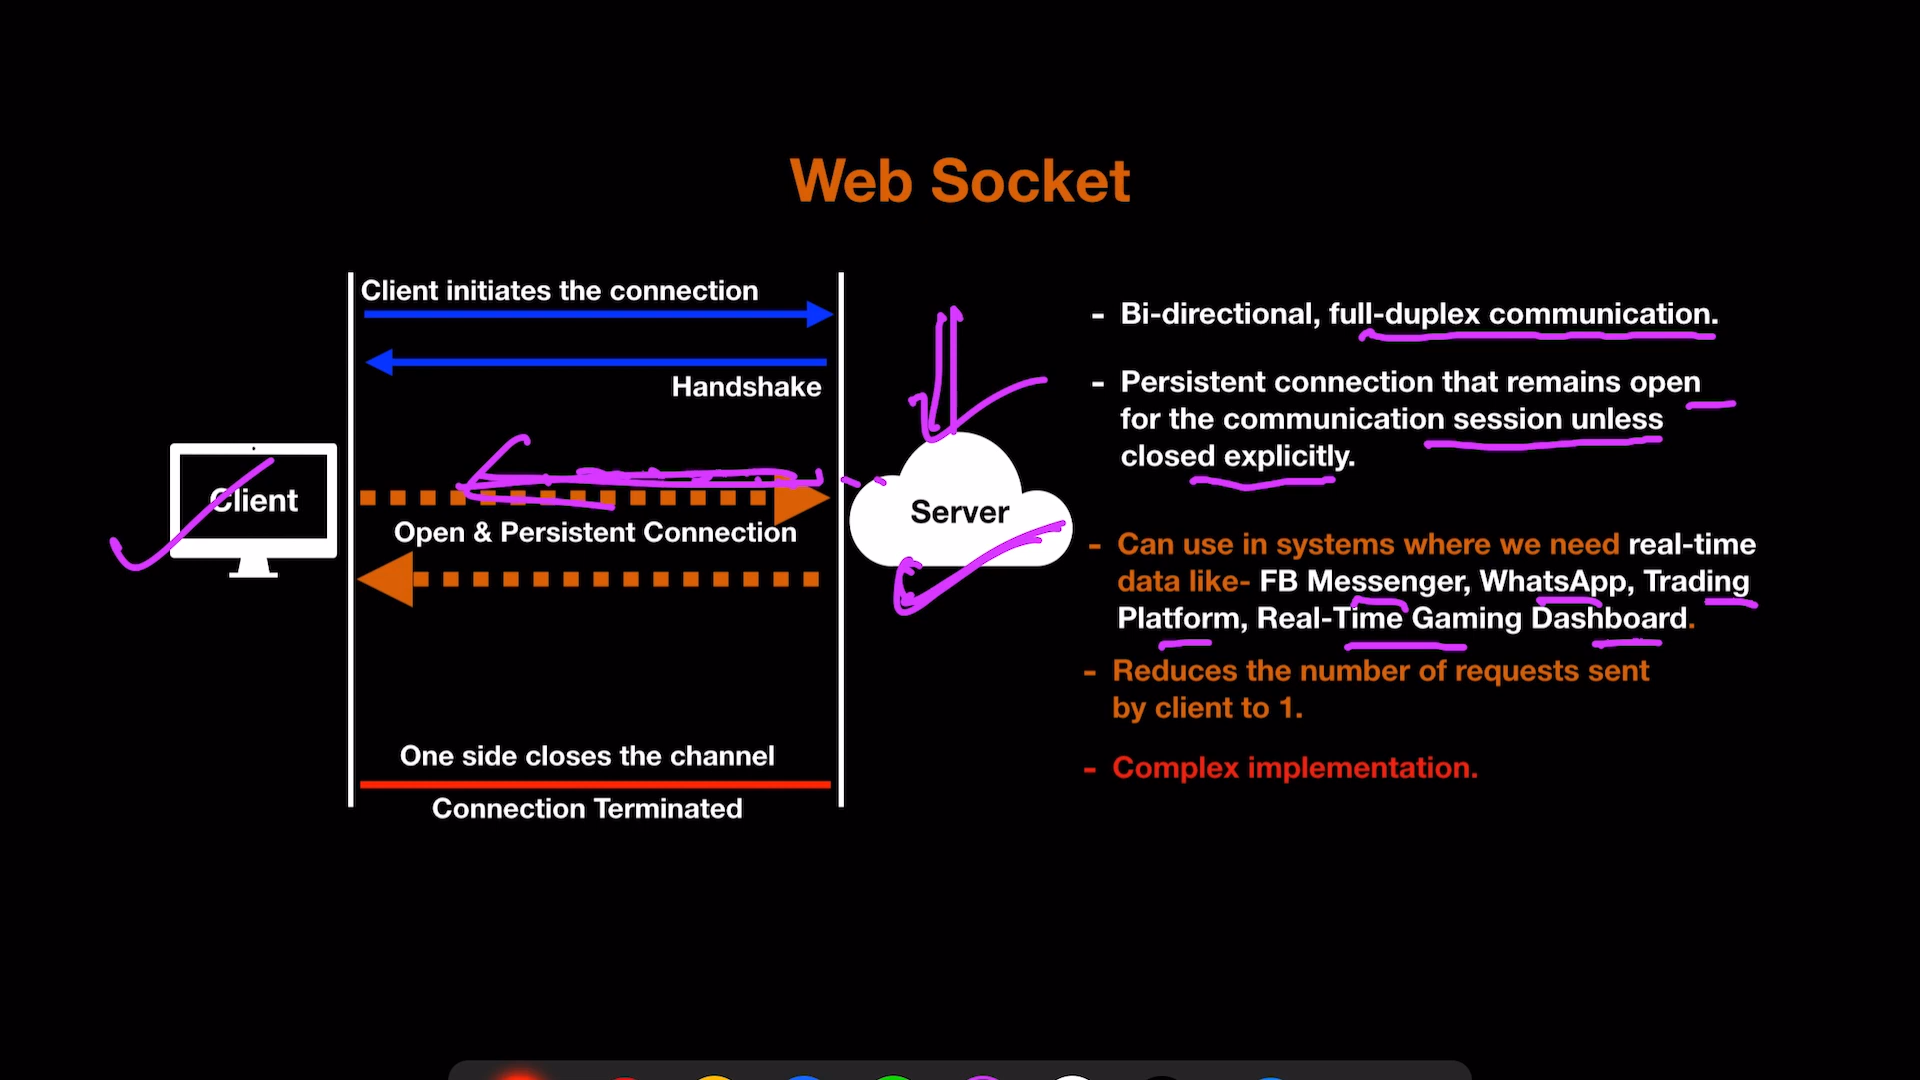 Web Socket
Client initiates the connection
Handshake
Client
Open & Persistent Connection
Server
One side closes the channel
Connection Terminated
- Bi-directional, full-duplex communication.
- Persistent connection that remains open
for the communication session unless
closed explicitly.
- Can use in systems where we need real-time
data like- FB Messenger, WhatsApp, Trading
Platform, Real-Time Gaming Dashboard.
- Reduces the number of requests sent
by client to 1.
- Complex implementation.